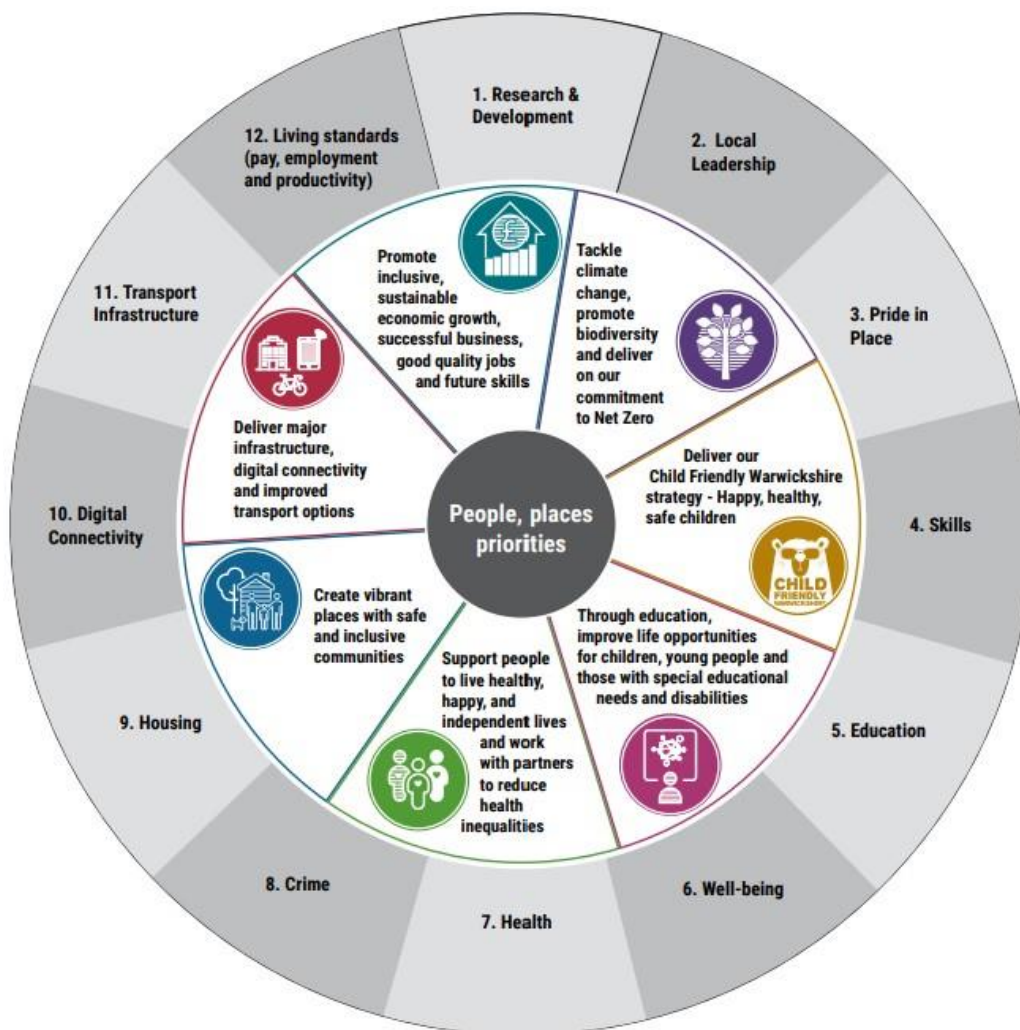 1. Research &
Development
2. Local
Leadership
3. Pride in
Place
4. Skills
5. Education
6. Well-being
7. Health
8. Crime
9. Housing
10. Digital
Connectivity
11. Transport
Infrastructure
12. Living standards
(pay, employment
and productivity)
Promote
inclusive,
sustainable
economic growth,
successful business,
good quality jobs
and future skills
£
Tackle
climate
change,
promote
biodiversity
and deliver
on our
commitment
to Net Zero
Deliver our
Child Friendly Warwickshire
strategy - Happy, healthy,
safe children
CHILD
FRIENDLY
WARWICKSHIRE
Through education,
improve life opportunities
for children, young people and
those with special educational
needs and disabilities
Support people
to live healthy,
happy, and
independent lives
and work
with partners
to reduce
health
inequalities
Create vibrant
places with safe
and inclusive
communities
Deliver major
infrastructure,
digital connectivity
and improved
transport options
People, places
priorities